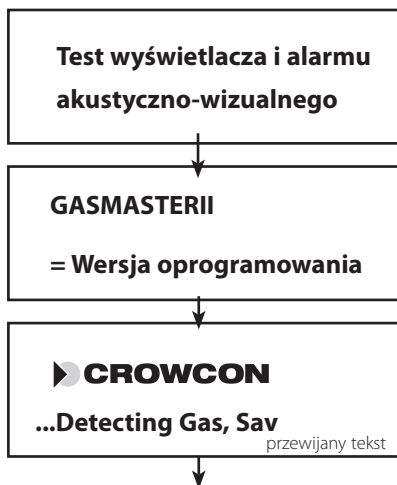 Test wyświetlacza i alarmu
akustyczno-wizualnego
GASMASTERII
= Wersja oprogramowania
CROWCON
...Detecting Gas, Sav
przewijany tekst